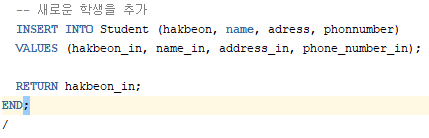 -- 새로운 학생을 추가
INSERT INTO Student (hakbeon, name, adress, phonnumber)
VALUES (hakbeon_in, name_in, address_in, phone_number_in);
RETURN hakbeon_in;
END;
/